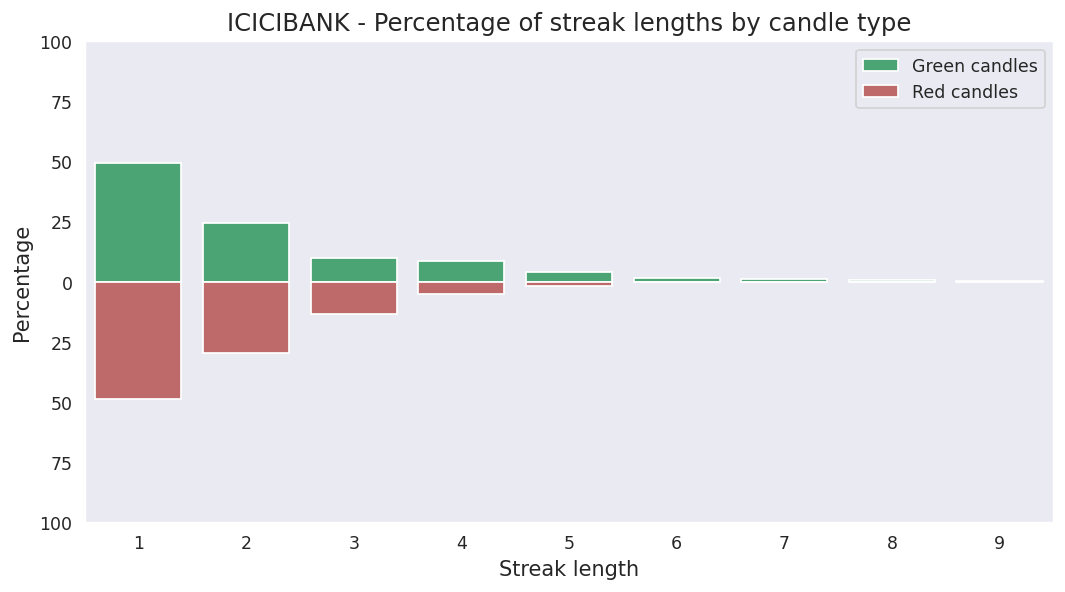 ICICIBANK - Percentage of streak lengths by candle type
Green candles
Red candles
Percentage
100
75
50
25
0
25
50
75
100
1 2 3 4 5 6 7 8 9
Streak length